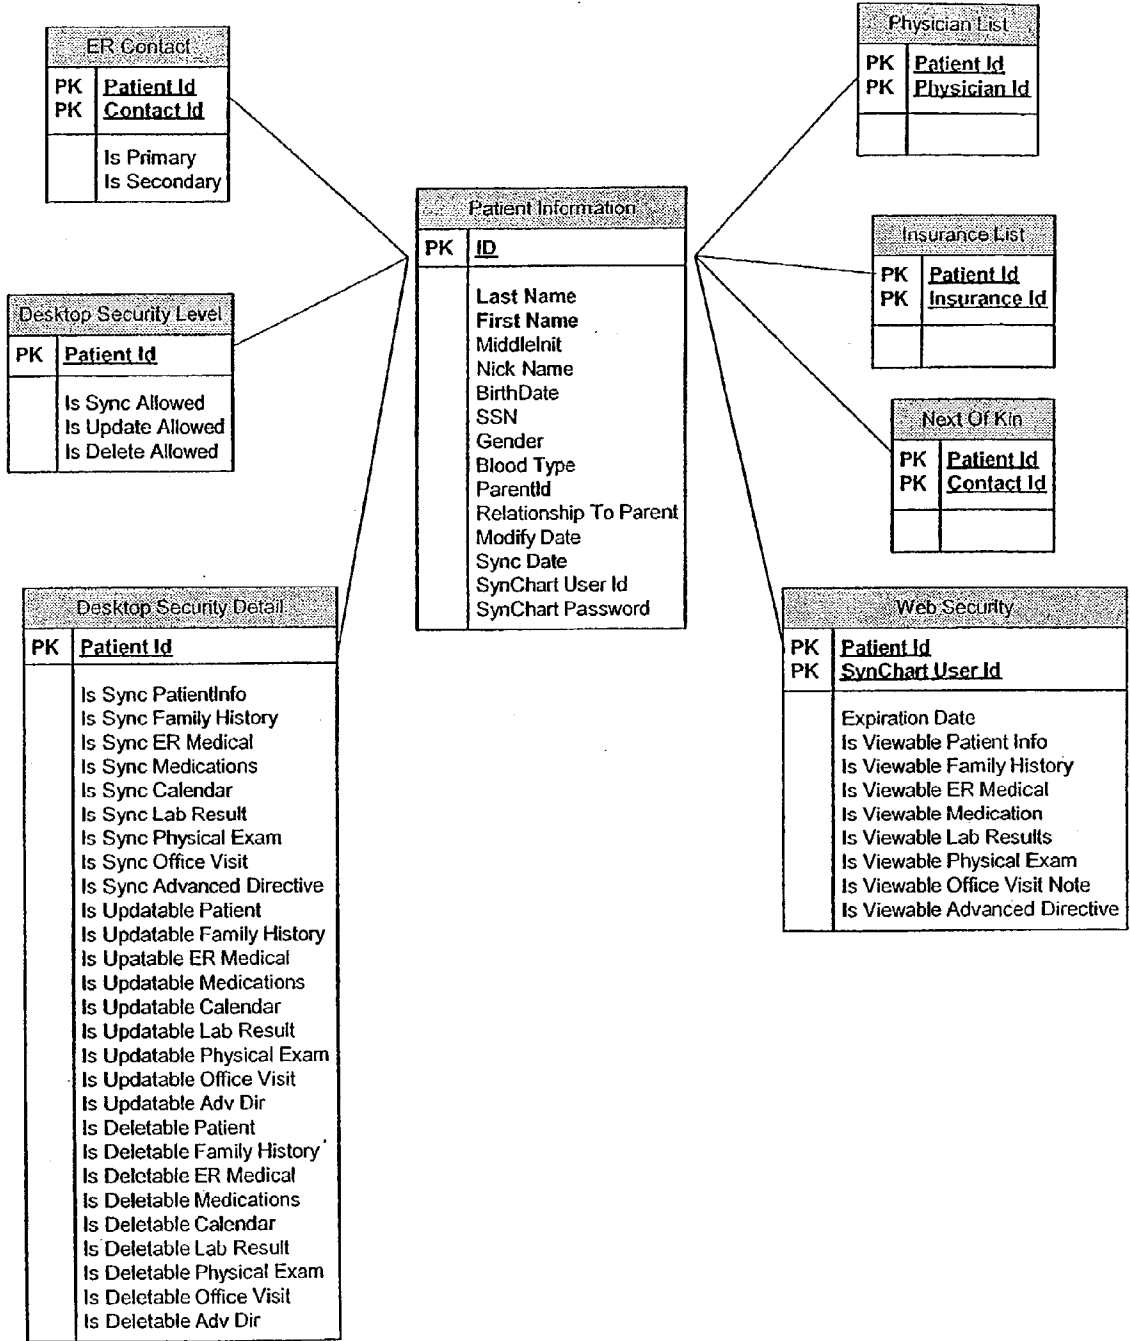 ER Contact
PK Patient Id
PK Contact Id
Is Primary
Is Secondary
Desktop Security Level
PK Patient Id
Is Sync Allowed
Is Update Allowed
Is Delete Allowed
Desktop Security Detail
PK Patient Id
Is Sync PatientInfo
Is Sync Family History
Is Sync ER Medical
Is Sync Medications
Is Sync Calendar
Is Sync Lab Result
Is Sync Physical Exam
Is Sync Office Visit
Is Sync Advanced Directive
Is Updatable Patient
Is Updatable Family History
Is Upatable ER Medical
Is Updatable Medications
Is Updatable Calendar
Is Updatable Lab Result
Is Updatable Physical Exam
Is Updatable Office Visit
Is Updatable Adv Dir
Is Deletable Patient
Is Deletable Family History
Is Deletable ER Medical
Is Deletable Medications
Is Deletable Calendar
Is Deletable Lab Result
Is Deletable Physical Exam
Is Deletable Office Visit
Is Deletable Adv Dir
Patient Information
PK ID
Last Name
First Name
MiddleInit
Nick Name
BirthDate
SSN
Gender
Blood Type
ParentId
Relationship To Parent
Modify Date
Sync Date
SynChart User Id
SynChart Password
Physician List
PK Patient Id
PK Physician Id
Insurance List
PK Patient Id
PK Insurance Id
Next Of Kin
PK Patient Id
PK Contact Id
Web Security
PK Patient Id
PK SynChart User Id
Expiration Date
Is Viewable Patient Info
Is Viewable Family History
Is Viewable ER Medical
Is Viewable Medication
Is Viewable Lab Results
Is Viewable Physical Exam
Is Viewable Office Visit Note
Is Viewable Advanced Directive